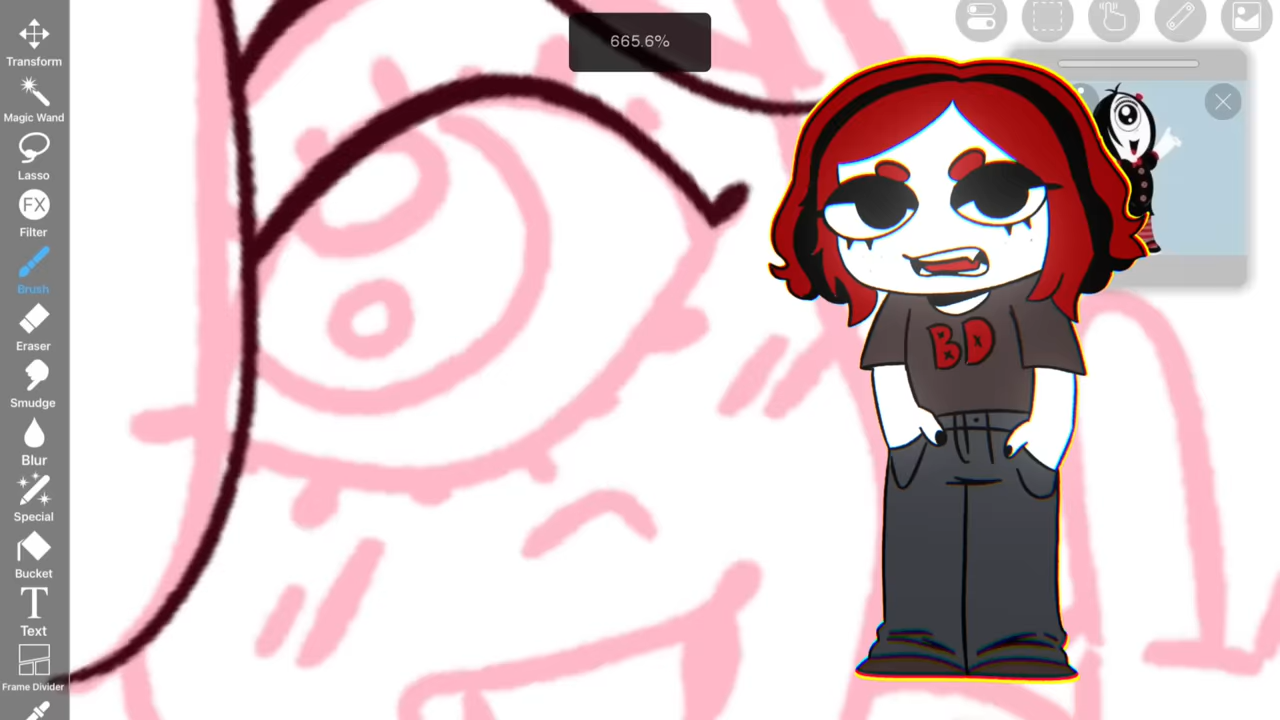 665.6%
Transform
Magic Wand
Lasso
FX
Filter
Brush
Eraser
Smudge
Blur
Special
Bucket
T
Text
Frame Divider
BD